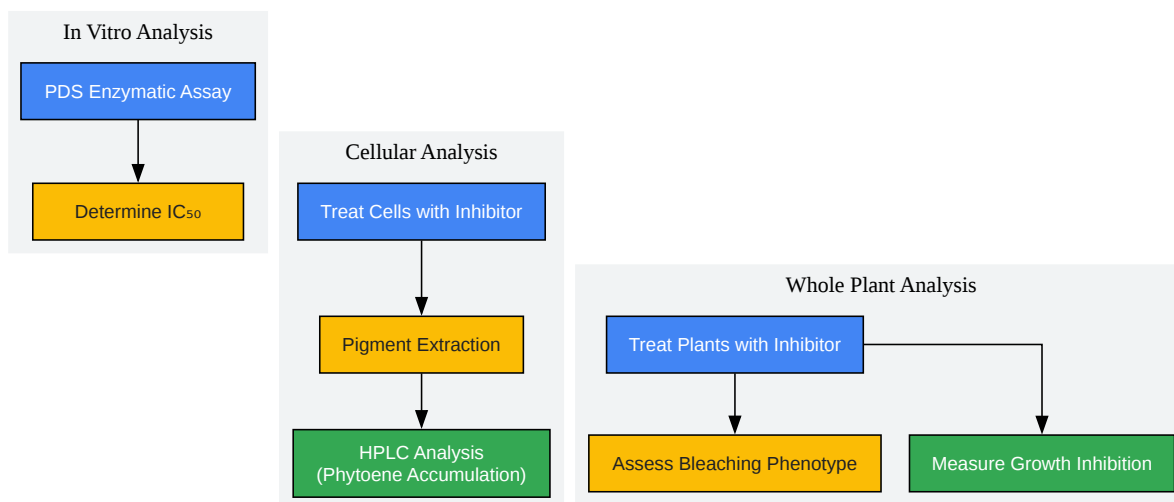 In Vitro Analysis
PDS Enzymatic Assay
Determine IC₅₀
Cellular Analysis
Treat Cells with Inhibitor
Pigment Extraction
HPLC Analysis
(Phytoene Accumulation)
Whole Plant Analysis
Treat Plants with Inhibitor
Assess Bleaching Phenotype
Measure Growth Inhibition